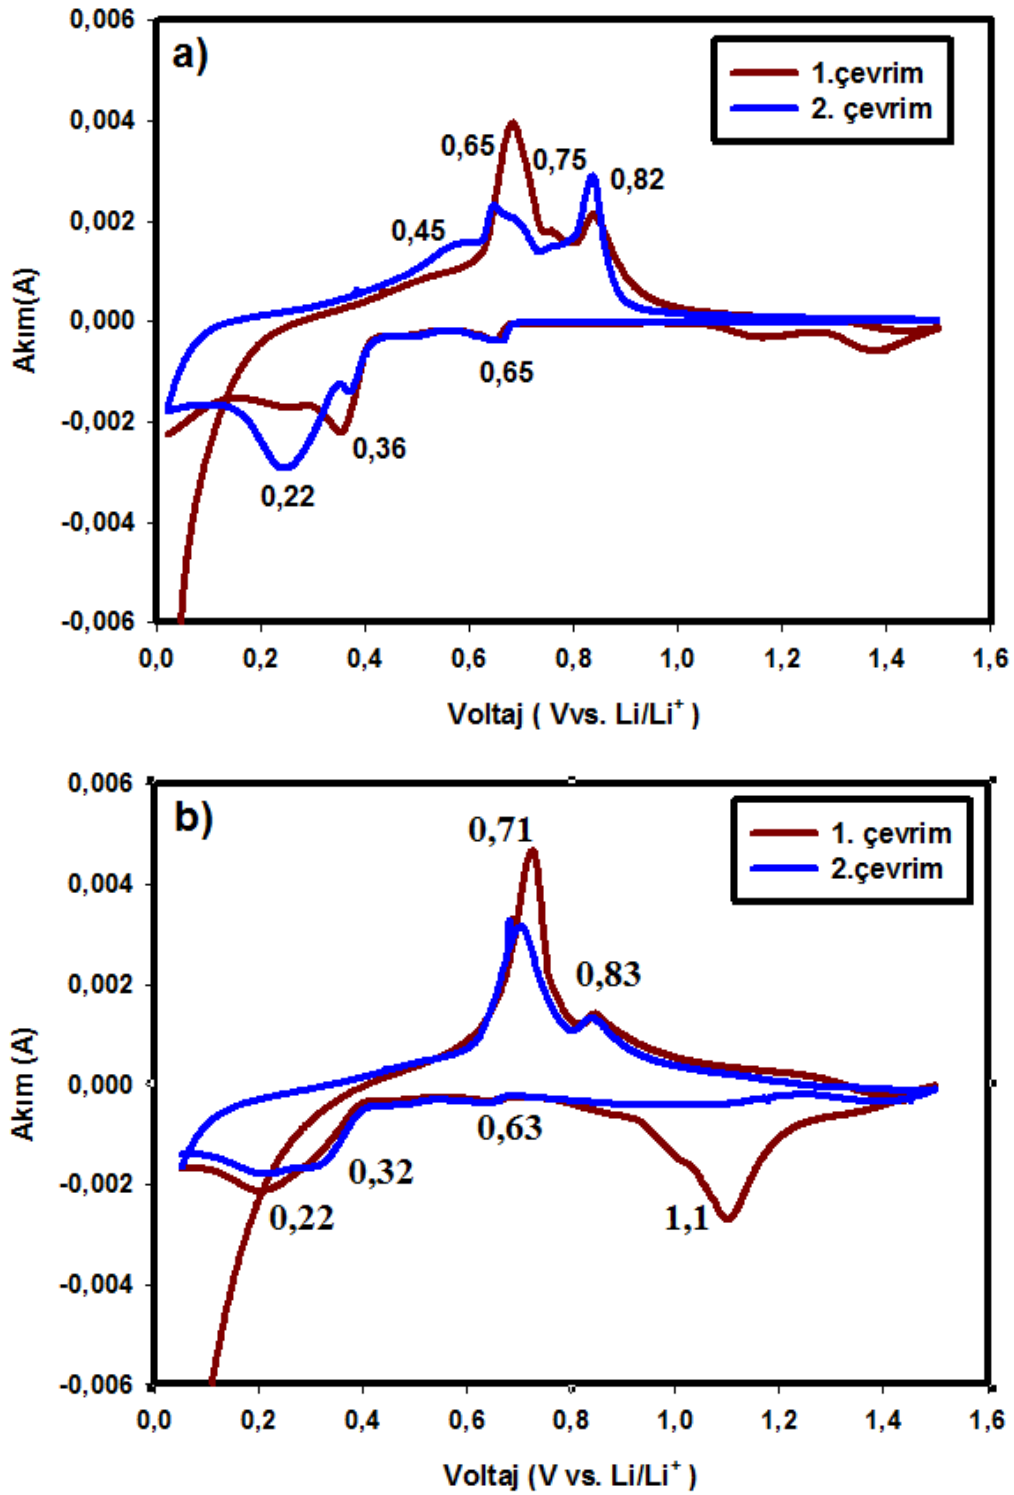 a)
1.çevrim
2. çevrim
0,006
0,004
0,002
0,000
-0,002
-0,004
-0,006
Akım(A)
0,65
0,75
0,82
0,45
0,65
0,36
0,22
0,0 0,2 0,4 0,6 0,8 1,0 1,2 1,4 1,6
Voltaj ( Vvs. Li/Li⁺ )
b)
1. çevrim
2.çevrim
0,006
0,004
0,002
0,000
-0,002
-0,004
-0,006
Akım (A)
0,71
0,83
0,63
0,32
0,22
1,1
0,0 0,2 0,4 0,6 0,8 1,0 1,2 1,4 1,6
Voltaj (V vs. Li/Li⁺ )